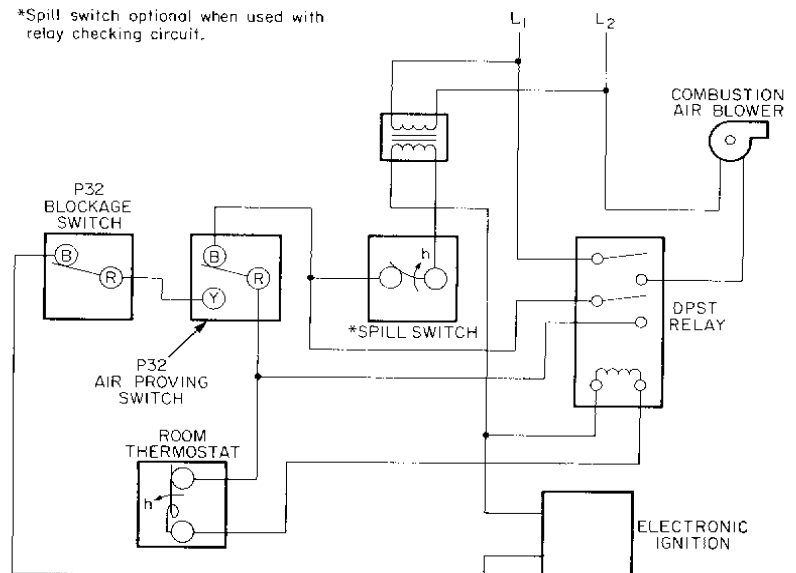 *Spill switch optional when used with
relay checking circuit.
L1
L2
COMBUSTION
AIR BLOWER
P32
BLOCKAGE
SWITCH
B
R
B
R
Y
h
*SPILL SWITCH
DPST
RELAY
P32
AIR PROVING
SWITCH
ROOM
THERMOSTAT
h
ELECTRONIC
IGNITION